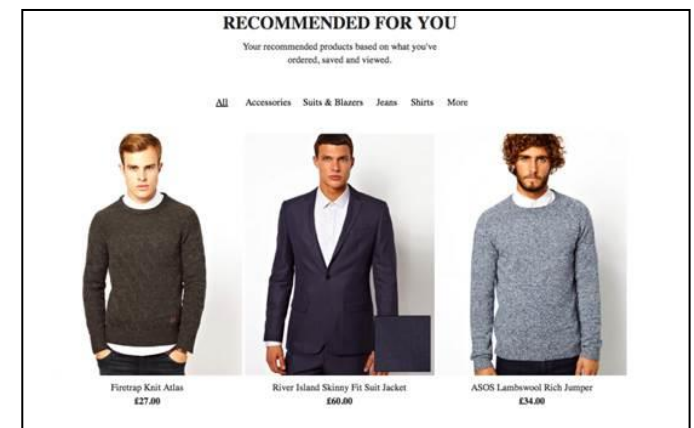 RECOMMENDED FOR YOU
Your recommended products based on what you've
ordered, saved and viewed.
All Accessories Suits & Blazers Jeans Shirts More
Firetrap Knit Atlas
£27.00
River Island Skinny Fit Suit Jacket
£60.00
ASOS Lambswool Rich Jumper
£34.00